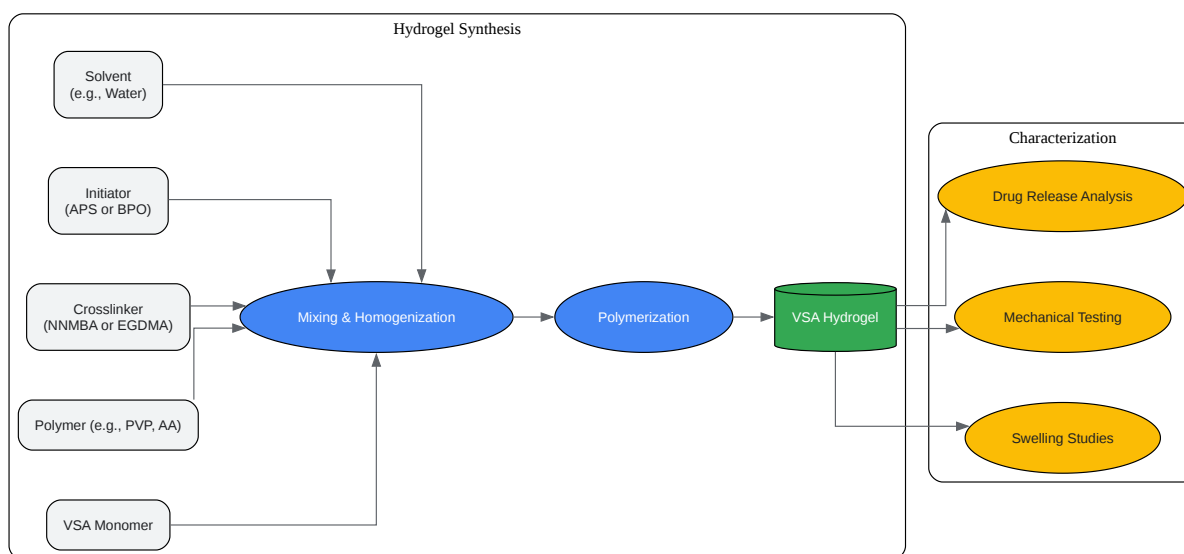 Hydrogel Synthesis
Solvent
(e.g., Water)
Initiator
(APS or BPO)
Crosslinker
(NNMBA or EGDMA)
Polymer (e.g., PVP, AA)
VSA Monomer
Mixing & Homogenization
Polymerization
VSA Hydrogel
Characterization
Drug Release Analysis
Mechanical Testing
Swelling Studies